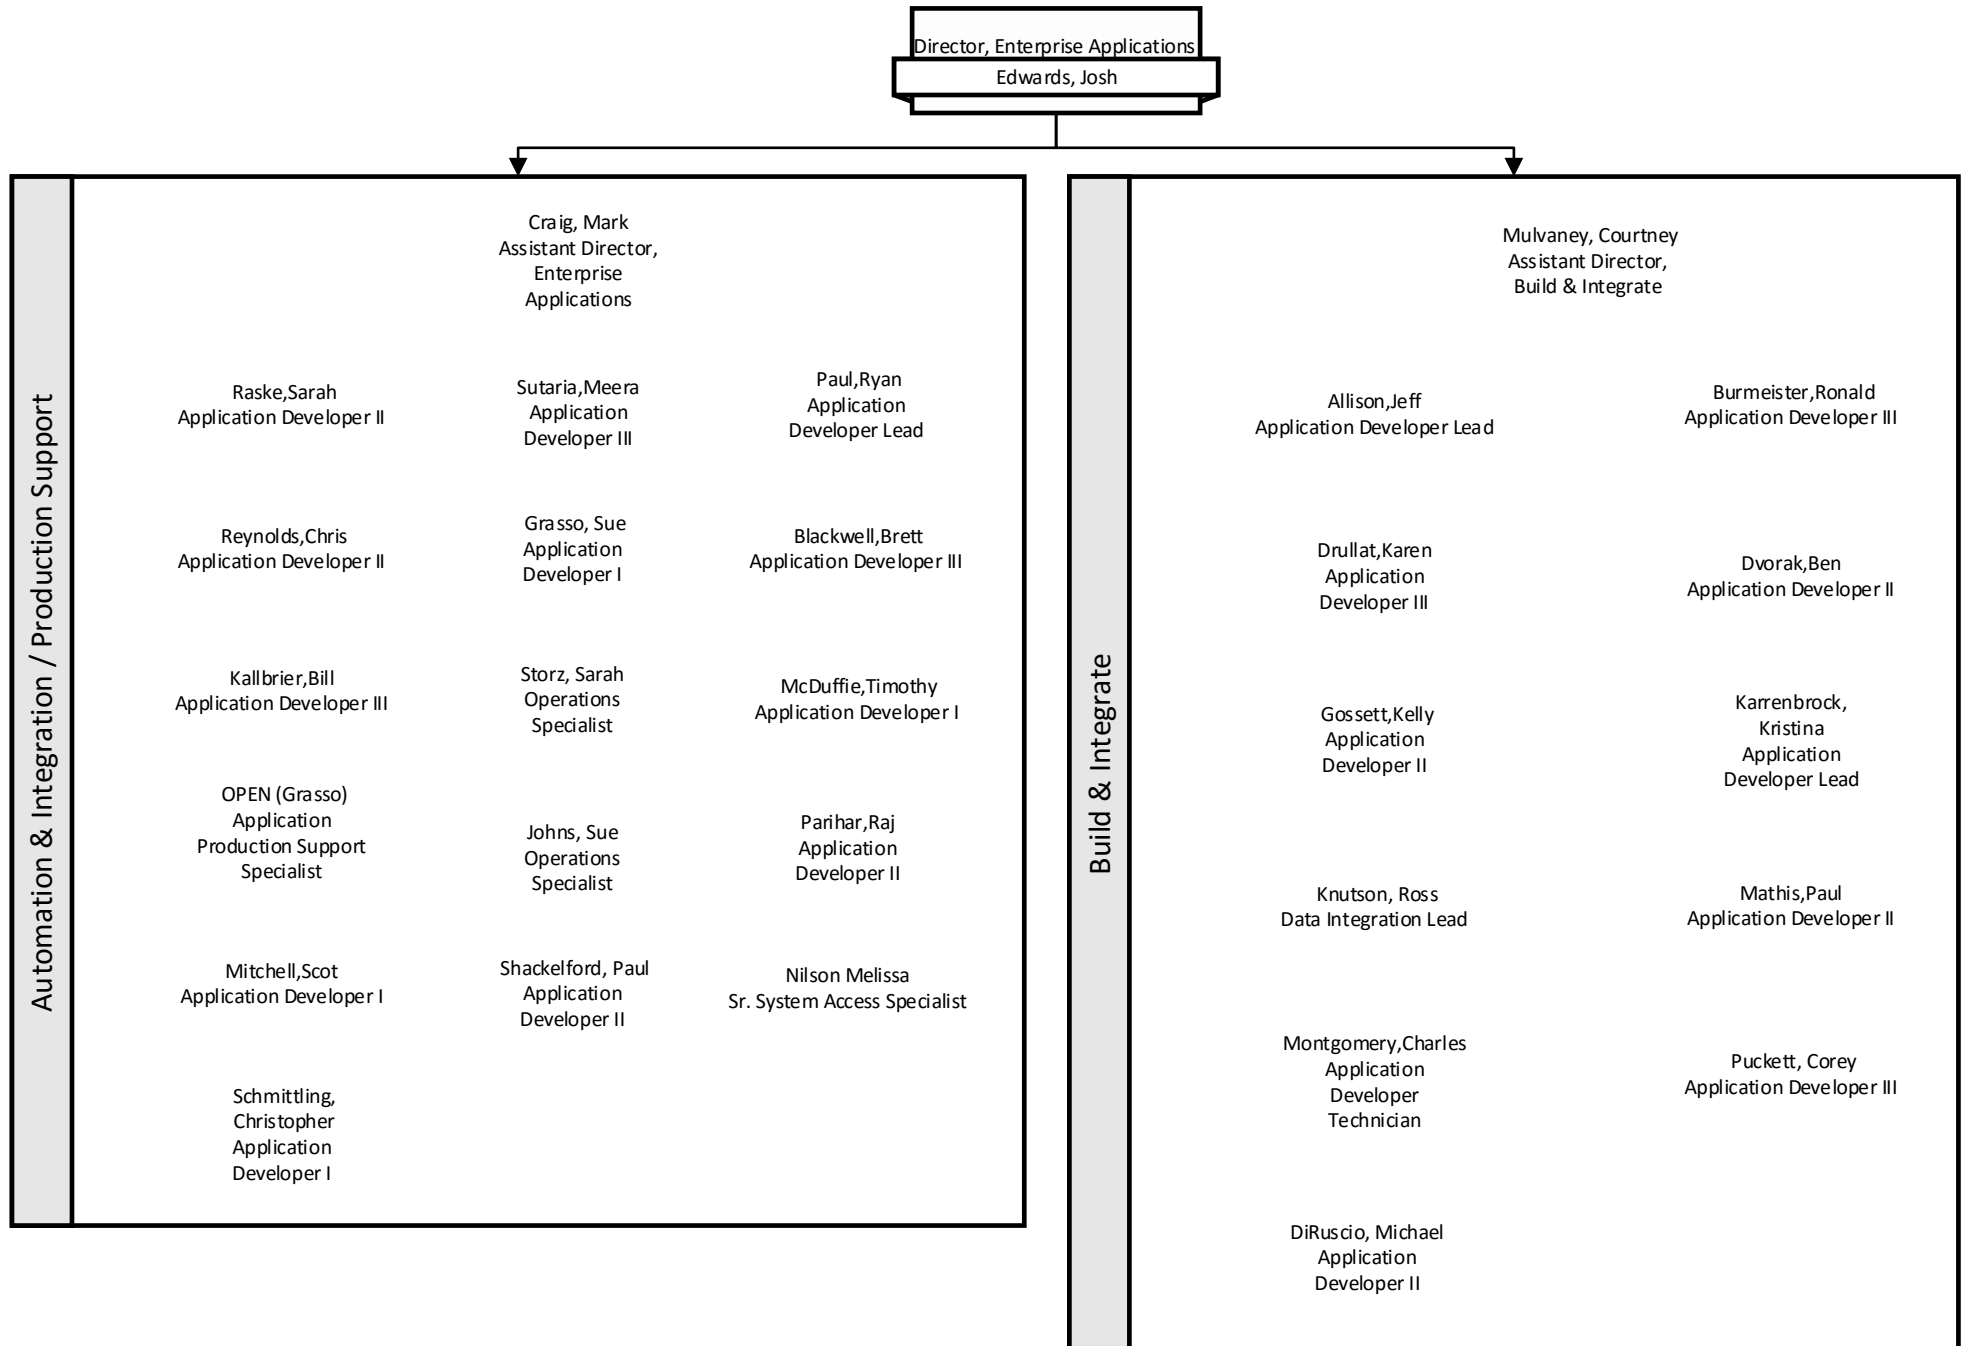 Director, Enterprise Applications
Edwards, Josh
Automation & Integration / Production Support
Craig, Mark
Assistant Director,
Enterprise
Applications
Raske,Sarah
Application Developer II
Sutaria,Meera
Application
Developer III
Paul,Ryan
Application
Developer Lead
Reynolds,Chris
Application Developer II
Grasso, Sue
Application
Developer I
Blackwell,Brett
Application Developer III
Kallbrier,Bill
Application Developer III
Storz, Sarah
Operations
Specialist
McDuffie,Timothy
Application Developer I
OPEN (Grasso)
Application
Production Support
Specialist
Johns, Sue
Operations
Specialist
Parihar,Raj
Application
Developer II
Mitchell,Scot
Application Developer I
Shackelford, Paul
Application
Developer II
Nilson Melissa
Sr. System Access Specialist
Schmittling,
Christopher
Application
Developer I
Build & Integrate
Mulvaney, Courtney
Assistant Director,
Build & Integrate
Allison,Jeff
Application Developer Lead
Burmeister,Ronald
Application Developer III
Drullat,Karen
Application
Developer III
Dvorak,Ben
Application Developer II
Gossett,Kelly
Application
Developer II
Karrenbrock,
Kristina
Application
Developer Lead
Knutson, Ross
Data Integration Lead
Mathis,Paul
Application Developer II
Montgomery,Charles
Application
Developer
Technician
Puckett, Corey
Application Developer III
DiRuscio, Michael
Application
Developer II